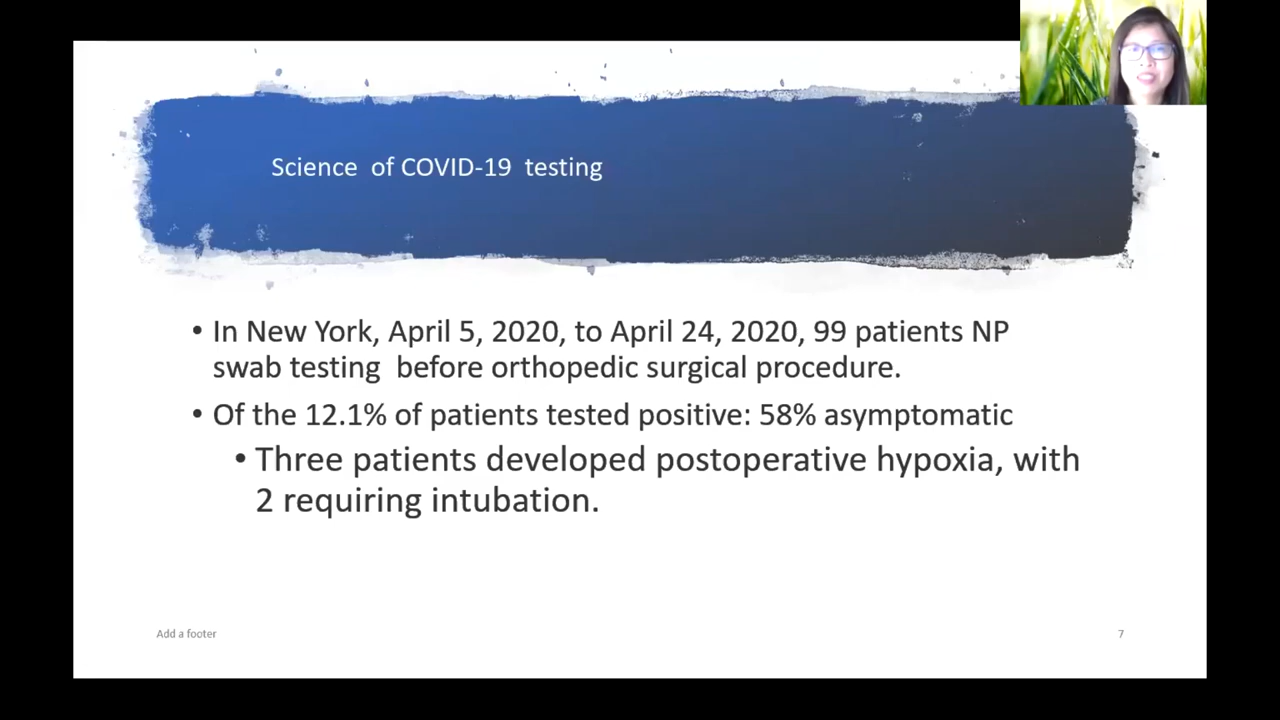 Science of COVID-19 testing
• In New York, April 5, 2020, to April 24, 2020, 99 patients NP
swab testing before orthopedic surgical procedure.
• Of the 12.1% of patients tested positive: 58% asymptomatic
• Three patients developed postoperative hypoxia, with
2 requiring intubation.
Add a footer
7